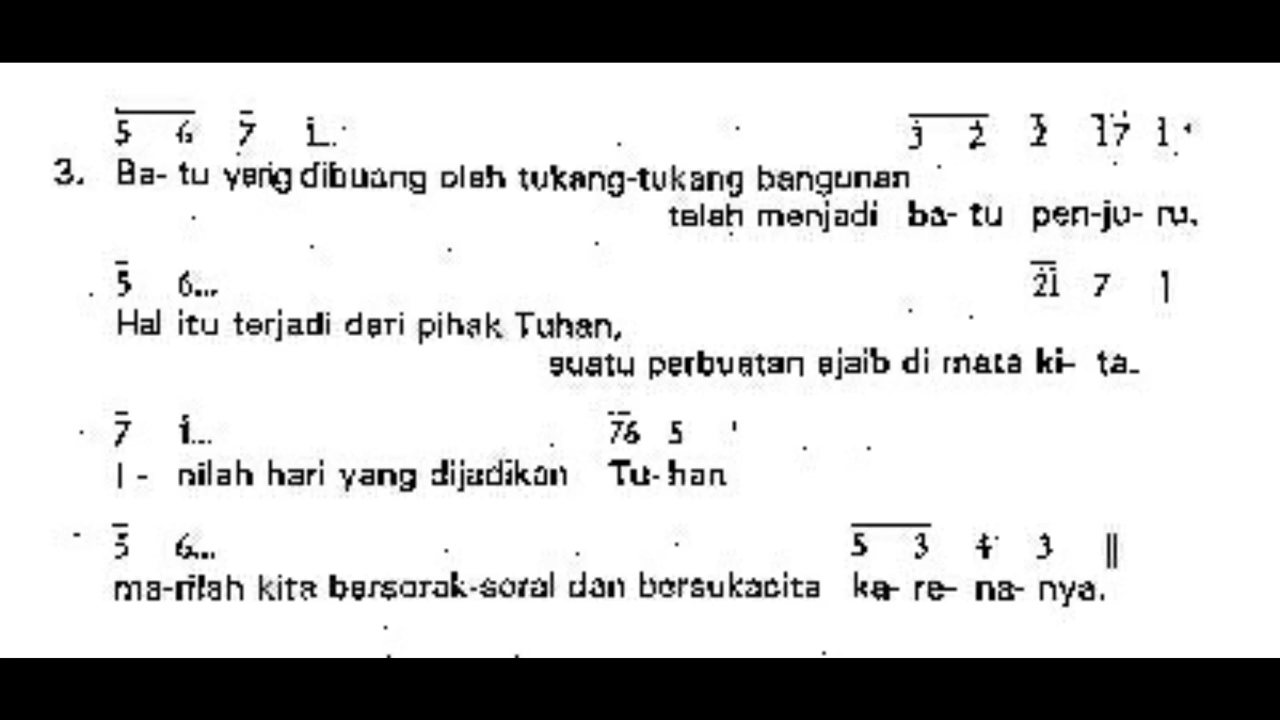 5 6 7 1...
3 2 2 17 1
3. Ba- tu yang dibuang oleh tukang-tukang bangunan
telah menjadi ba- tu pen-ju- ru.
5 6... 21 7 1
Hal itu terjadi dari pihak Tuhan,
suatu perbuatan ajaib di mata ki- ta.
7 1... 76 5 '
I - nilah hari yang dijadikan Tu- han
5 6... 5 3 4 3 ||
ma-rilah kita bersorak-sorai dan bersukacita ka- re- na- nya.